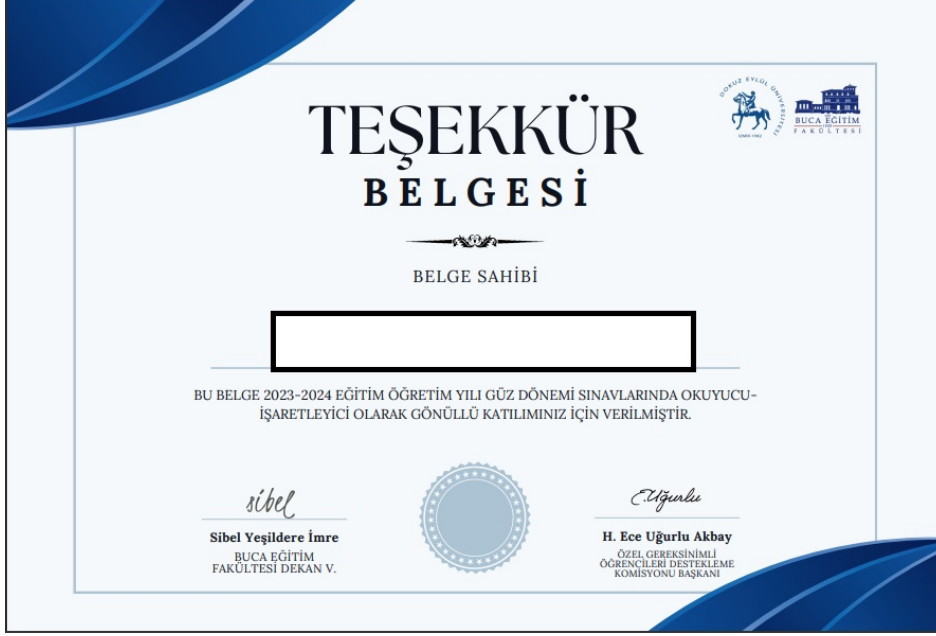 DOKUZ EYLÜL ÜNİVERSİTESİ
İZMİR 1982
BUCA EĞİTİM
FAKÜLTESİ
TEŞEKKÜR
BELGESİ
BELGE SAHİBİ
BU BELGE 2023-2024 EĞİTİM ÖĞRETİM YILI GÜZ DÖNEMİ SINAVLARINDA OKUYUCU-
İŞARETLEYİCİ OLARAK GÖNÜLLÜ KATILIMINIZ İÇİN VERİLMİŞTİR.
sibel
Sibel Yeşildere İmre
BUCA EĞİTİM
FAKÜLTESİ DEKAN V.
E.Uğurlu
H. Ece Uğurlu Akbay
ÖZEL GEREKSİNİMLİ
ÖĞRENCİLERİ DESTEKLEME
KOMİSYONU BAŞKANI